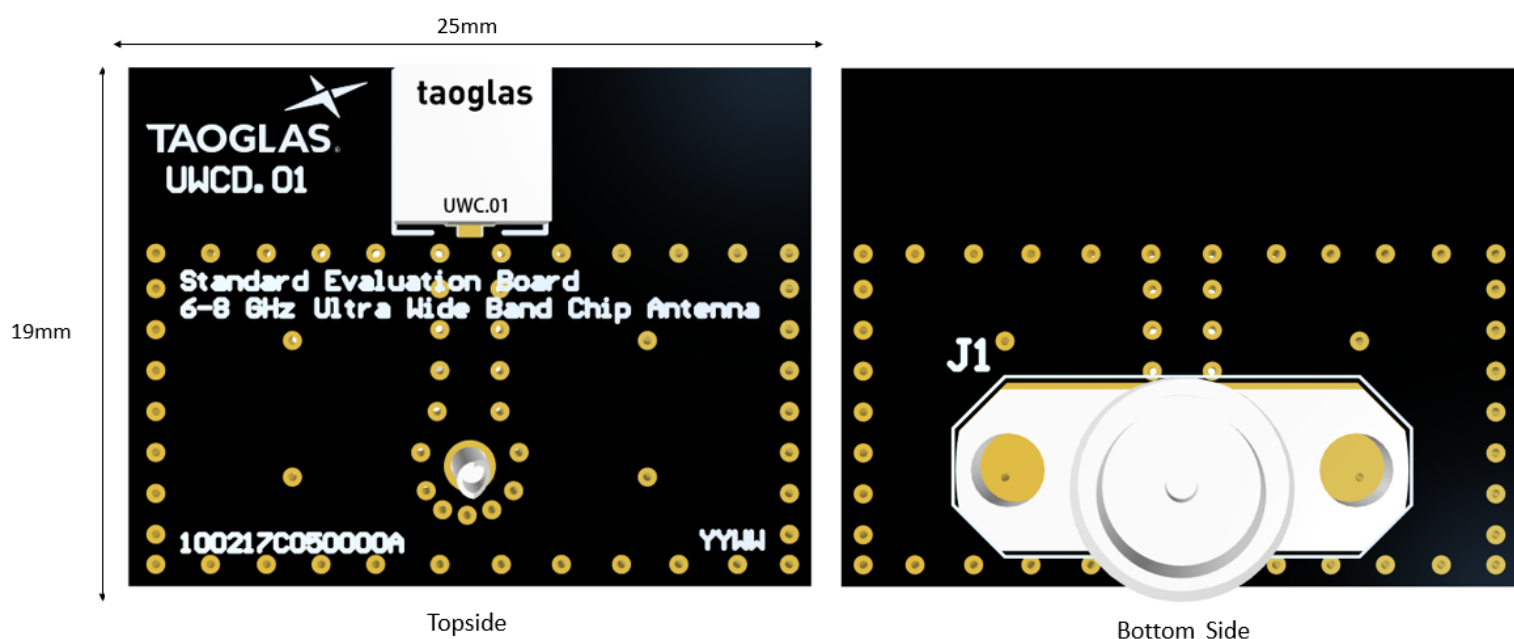 25mm
19mm
taoglas
TAOGLAS®
UWCD.01
UWC.01
Standard Evaluation Board
6-8 GHz Ultra Wide Band Chip Antenna
100217C050000A
YYWW
Topside
J1
Bottom Side